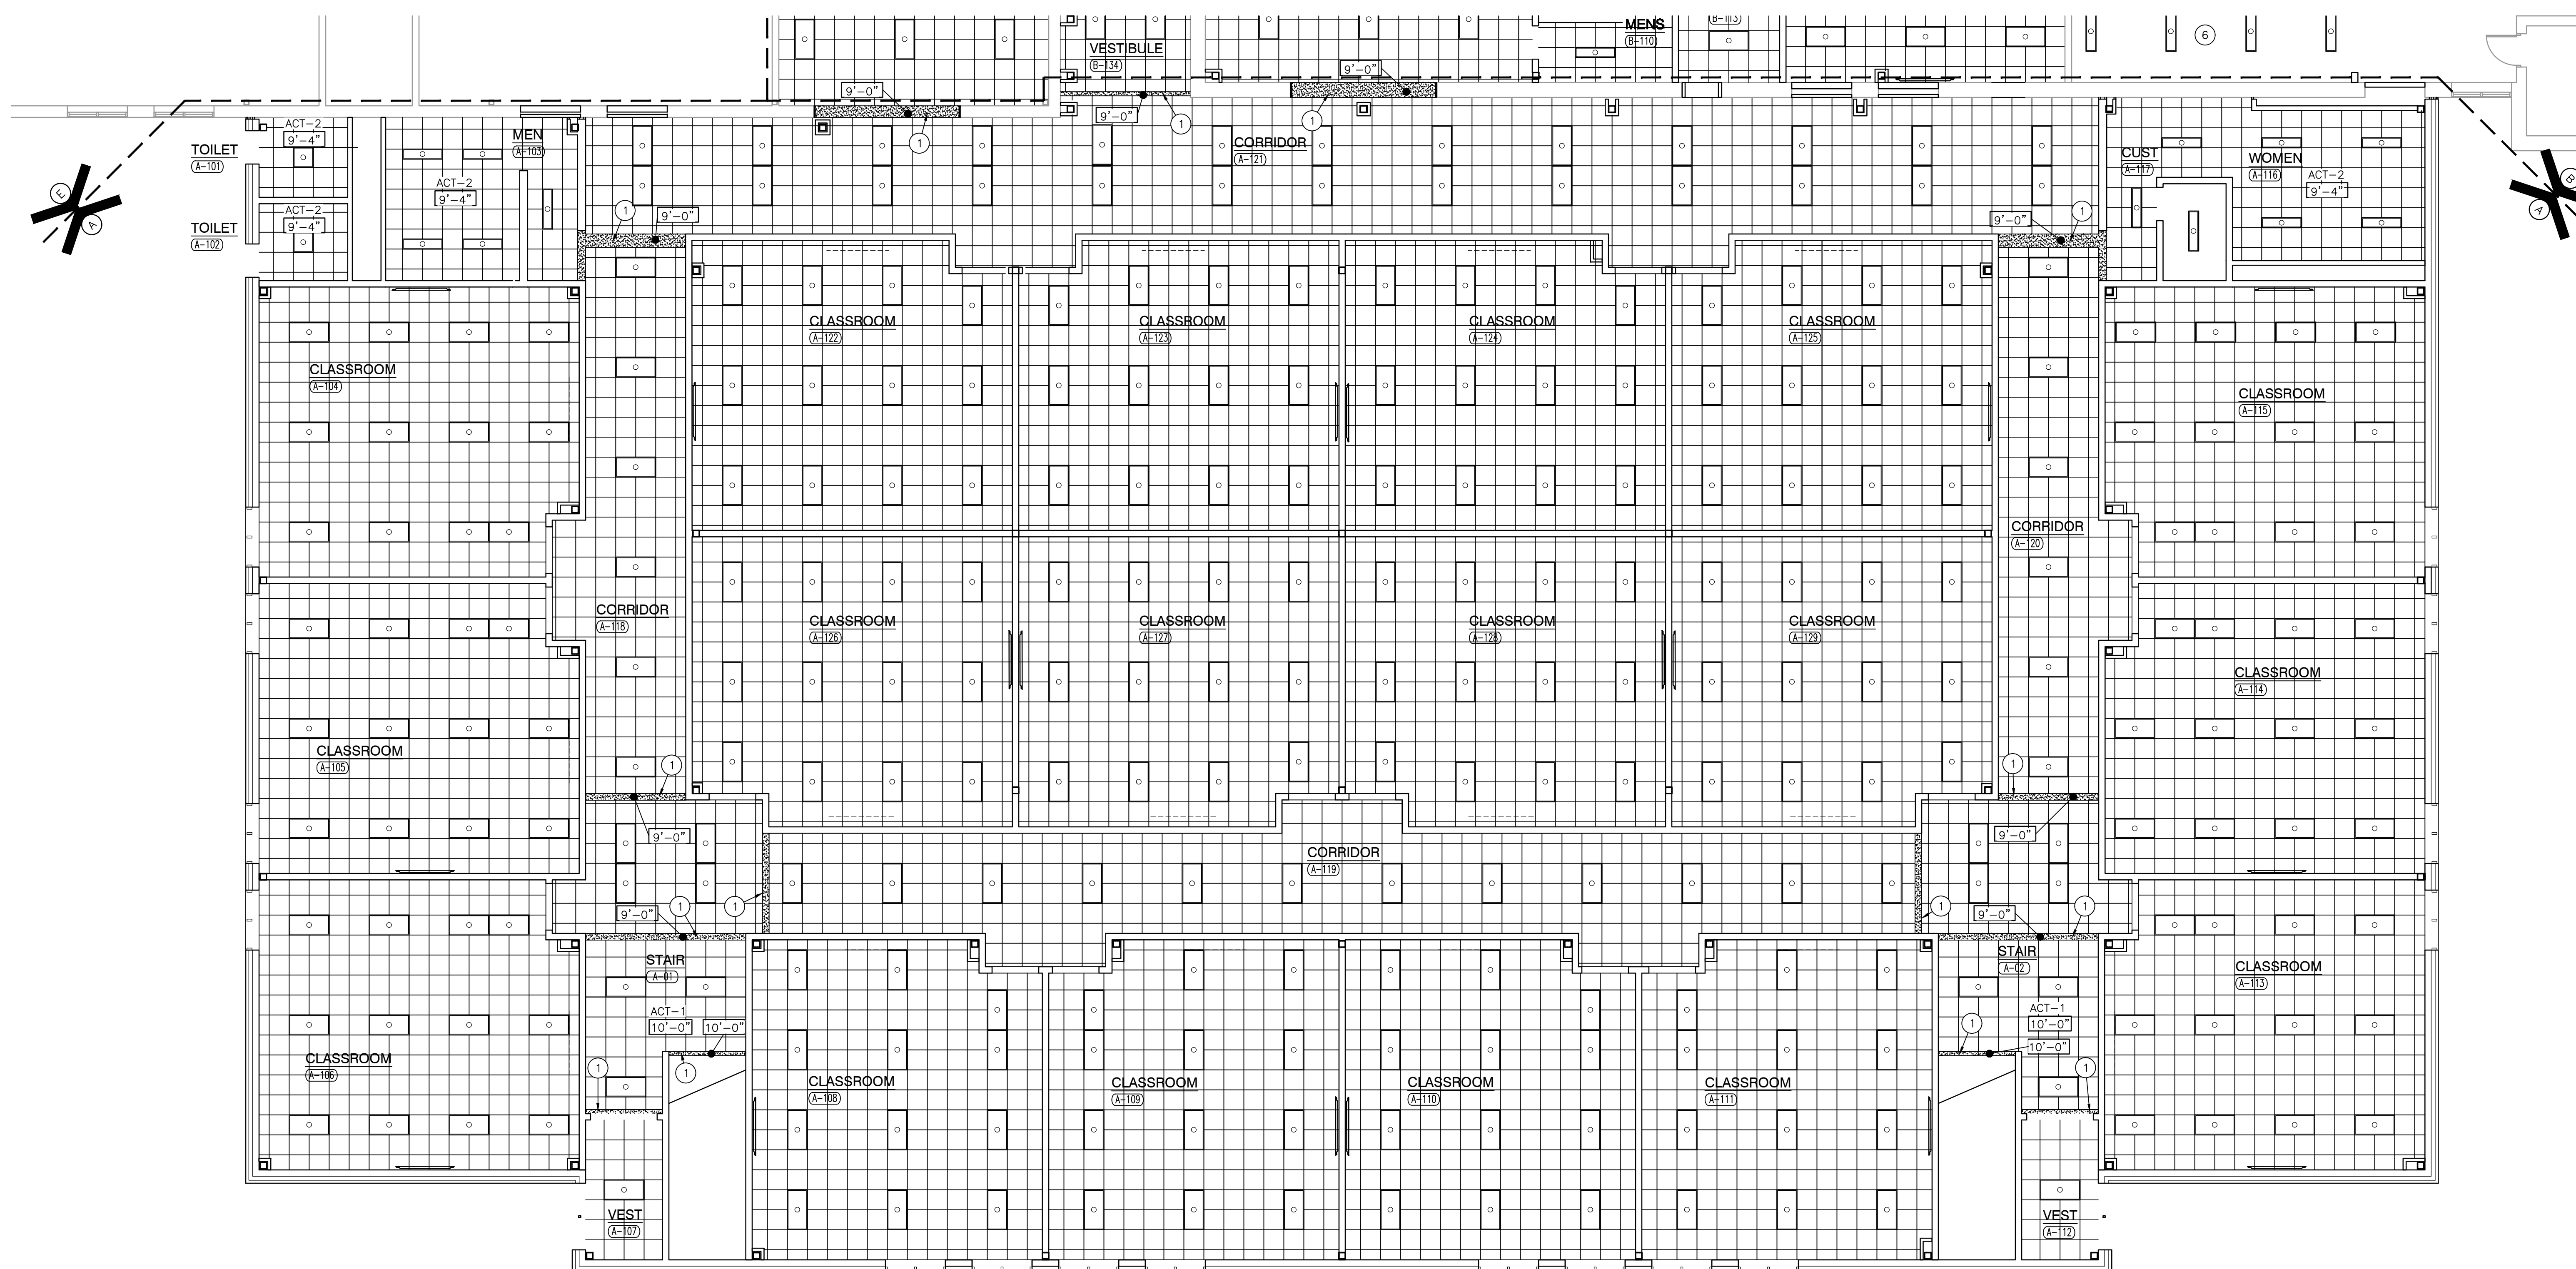 MENS
(B-110)
(B-113)
6
VESTIBULE
(B-134)
9'-0"
9'-0"
9'-0"
1
1
1
ACT-2
9'-4"
TOILET
(A-101)
MEN
(A-103)
CORRIDOR
(A-121)
CUST
(A-117)
WOMEN
(A-116)
ACT-2
9'-4"
ACT-2
9'-4"
E
A
B
A
TOILET
(A-102)
ACT-2
9'-4"
1
9'-0"
9'-0"
1
CLASSROOM
(A-122)
CLASSROOM
(A-123)
CLASSROOM
(A-124)
CLASSROOM
(A-125)
CLASSROOM
(A-104)
CLASSROOM
(A-115)
CORRIDOR
(A-120)
CORRIDOR
(A-118)
CLASSROOM
(A-126)
CLASSROOM
(A-127)
CLASSROOM
(A-128)
CLASSROOM
(A-129)
CLASSROOM
(A-114)
CLASSROOM
(A-105)
1
1
9'-0"
9'-0"
CORRIDOR
(A-119)
9'-0"
1
1
1
9'-0"
1
STAIR
(A-01)
STAIR
(A-02)
CLASSROOM
(A-113)
ACT-1
10'-0"
10'-0"
ACT-1
10'-0"
1
10'-0"
CLASSROOM
(A-106)
1
1
1
CLASSROOM
(A-108)
CLASSROOM
(A-109)
CLASSROOM
(A-110)
CLASSROOM
(A-111)
VEST
(A-107)
VEST
(A-112)